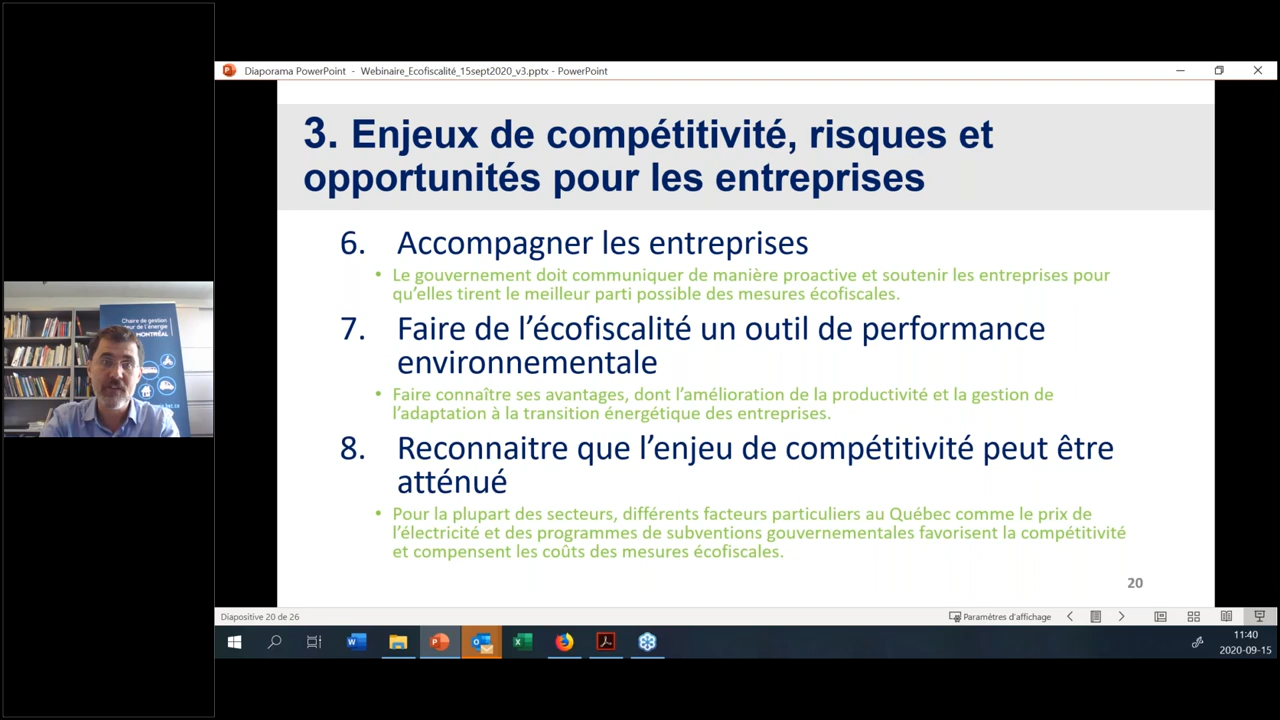 Diaporama PowerPoint - Webinaire_Ecofiscalité_15sept2020_v3.pptx - PowerPoint
3. Enjeux de compétitivité, risques et
opportunités pour les entreprises
6. Accompagner les entreprises
• Le gouvernement doit communiquer de manière proactive et soutenir les entreprises pour
qu’elles tirent le meilleur parti possible des mesures écofiscales.
7. Faire de l’écofiscalité un outil de performance
environnementale
• Faire connaître ses avantages, dont l’amélioration de la productivité et la gestion de
l’adaptation à la transition énergétique des entreprises.
8. Reconnaitre que l’enjeu de compétitivité peut être
atténué
• Pour la plupart des secteurs, différents facteurs particuliers au Québec comme le prix de
l’électricité et des programmes de subventions gouvernementales favorisent la compétitivité
et compensent les coûts des mesures écofiscales.
20
Chaire de gestion
de l’énergie
MONTRÉAL
Diapositive 20 de 26
Paramètres d’affichage
11:40
2020-09-15